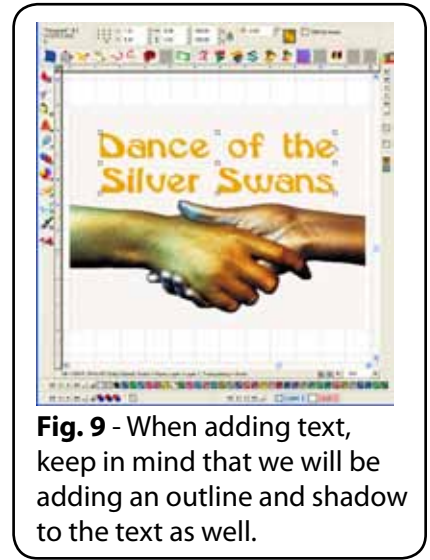 Dance of the
Silver Swans
Fig. 9 - When adding text,
keep in mind that we will be
adding an outline and shadow
to the text as well.